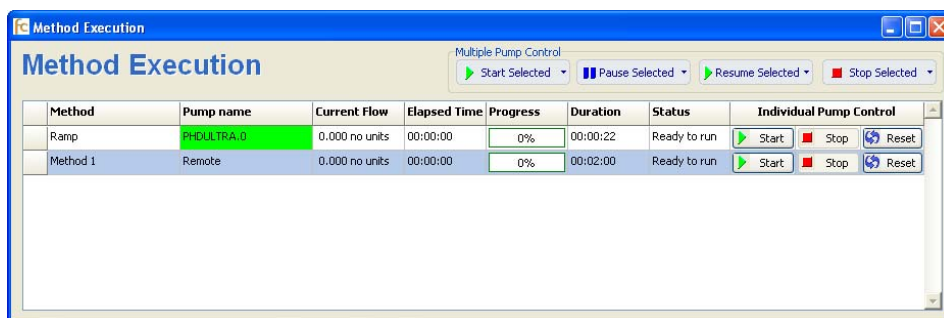 fc Method Execution
Method Execution
Multiple Pump Control
Start Selected Pause Selected Resume Selected Stop Selected
Method Pump name Current Flow Elapsed Time Progress Duration Status Individual Pump Control
Ramp PHDULTRA.0 0.000 no units 00:00:00 0% 00:00:22 Ready to run Start Stop Reset
Method 1 Remote 0.000 no units 00:00:00 0% 00:02:00 Ready to run Start Stop Reset